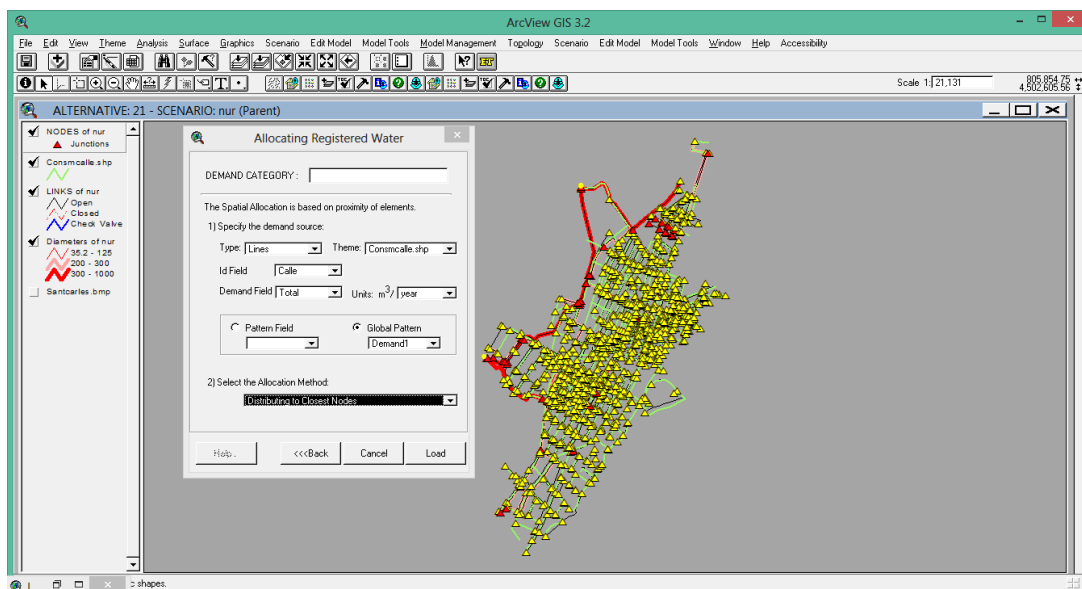 ArcView GIS 3.2
File Edit View Theme Analysis Surface Graphics Scenario Edit Model Model Tools Model Management Topology Scenario Edit Model Model Tools Window Help Accessibility
Scale 1: 21,131
805,854.75
4,502,605.56
ALTERNATIVE: 21 - SCENARIO: nur (Parent)
NODES of nur
Junctions
Consmcalle.shp
LINKS of nur
Open
Closed
Check Valve
Diameters of nur
35.2 - 125
200 - 300
300 - 1000
Santcarles.bmp
Allocating Registered Water
DEMAND CATEGORY :
The Spatial Allocation is based on proximity of elements.
1) Specify the demand source:
Type: Lines Theme: Consmcalle.shp
Id Field Calle
Demand Field Total Units: m3/ year
Pattern Field Global Pattern
Demand1
2) Select the Allocation Method:
Distributing to Closest Nodes
Help... <<<Back Cancel Load
shapes.